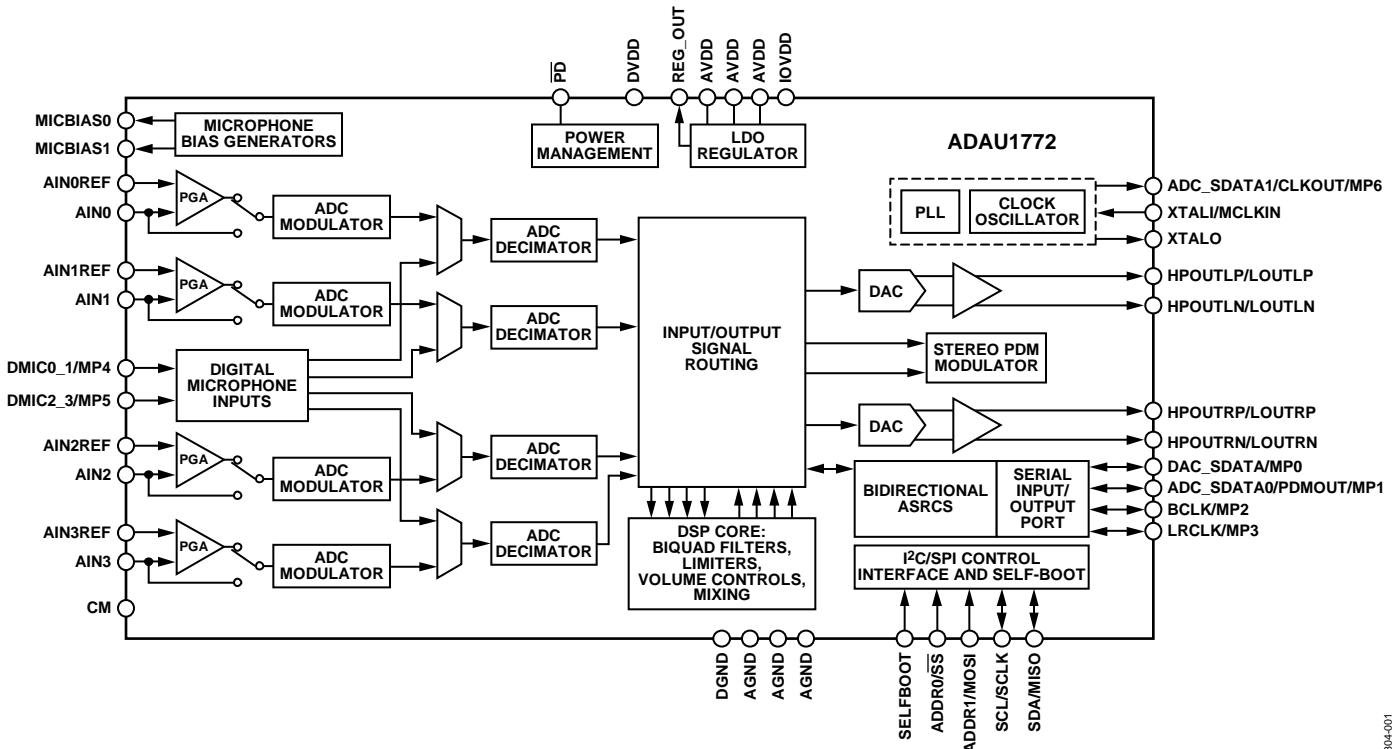 PD
DVDD
REG_OUT
AVDD
AVDD
AVDD
IOVDD
MICBIAS0
MICBIAS1
MICROPHONE
BIAS GENERATORS
POWER
MANAGEMENT
LDO
REGULATOR
ADAU1772
AIN0REF
AIN0
PGA
ADC
MODULATOR
ADC
DECIMATOR
PLL
CLOCK
OSCILLATOR
ADC_SDATA1/CLKOUT/MP6
XTALI/MCLKIN
XTALO
AIN1REF
AIN1
PGA
ADC
MODULATOR
ADC
DECIMATOR
INPUT/OUTPUT
SIGNAL
ROUTING
DAC
HPOUTLP/LOUTLP
HPOUTLN/LOUTLN
DMIC0_1/MP4
DMIC2_3/MP5
DIGITAL
MICROPHONE
INPUTS
STEREO PDM
MODULATOR
AIN2REF
AIN2
PGA
ADC
MODULATOR
ADC
DECIMATOR
DAC
HPOUTRP/LOUTRP
HPOUTRN/LOUTRN
AIN3REF
AIN3
PGA
ADC
MODULATOR
ADC
DECIMATOR
BIDIRECTIONAL
ASRCS
SERIAL
INPUT/
OUTPUT
PORT
DAC_SDATA/MP0
ADC_SDATA0/PDMOUT/MP1
BCLK/MP2
LRCLK/MP3
DSP CORE:
BIQUAD FILTERS,
LIMITERS,
VOLUME CONTROLS,
MIXING
I2C/SPI CONTROL
INTERFACE AND SELF-BOOT
CM
DGND
AGND
AGND
AGND
SELFBOOT
ADDR0/SS
ADDR1/MOSI
SCL/SCLK
SDA/MISO